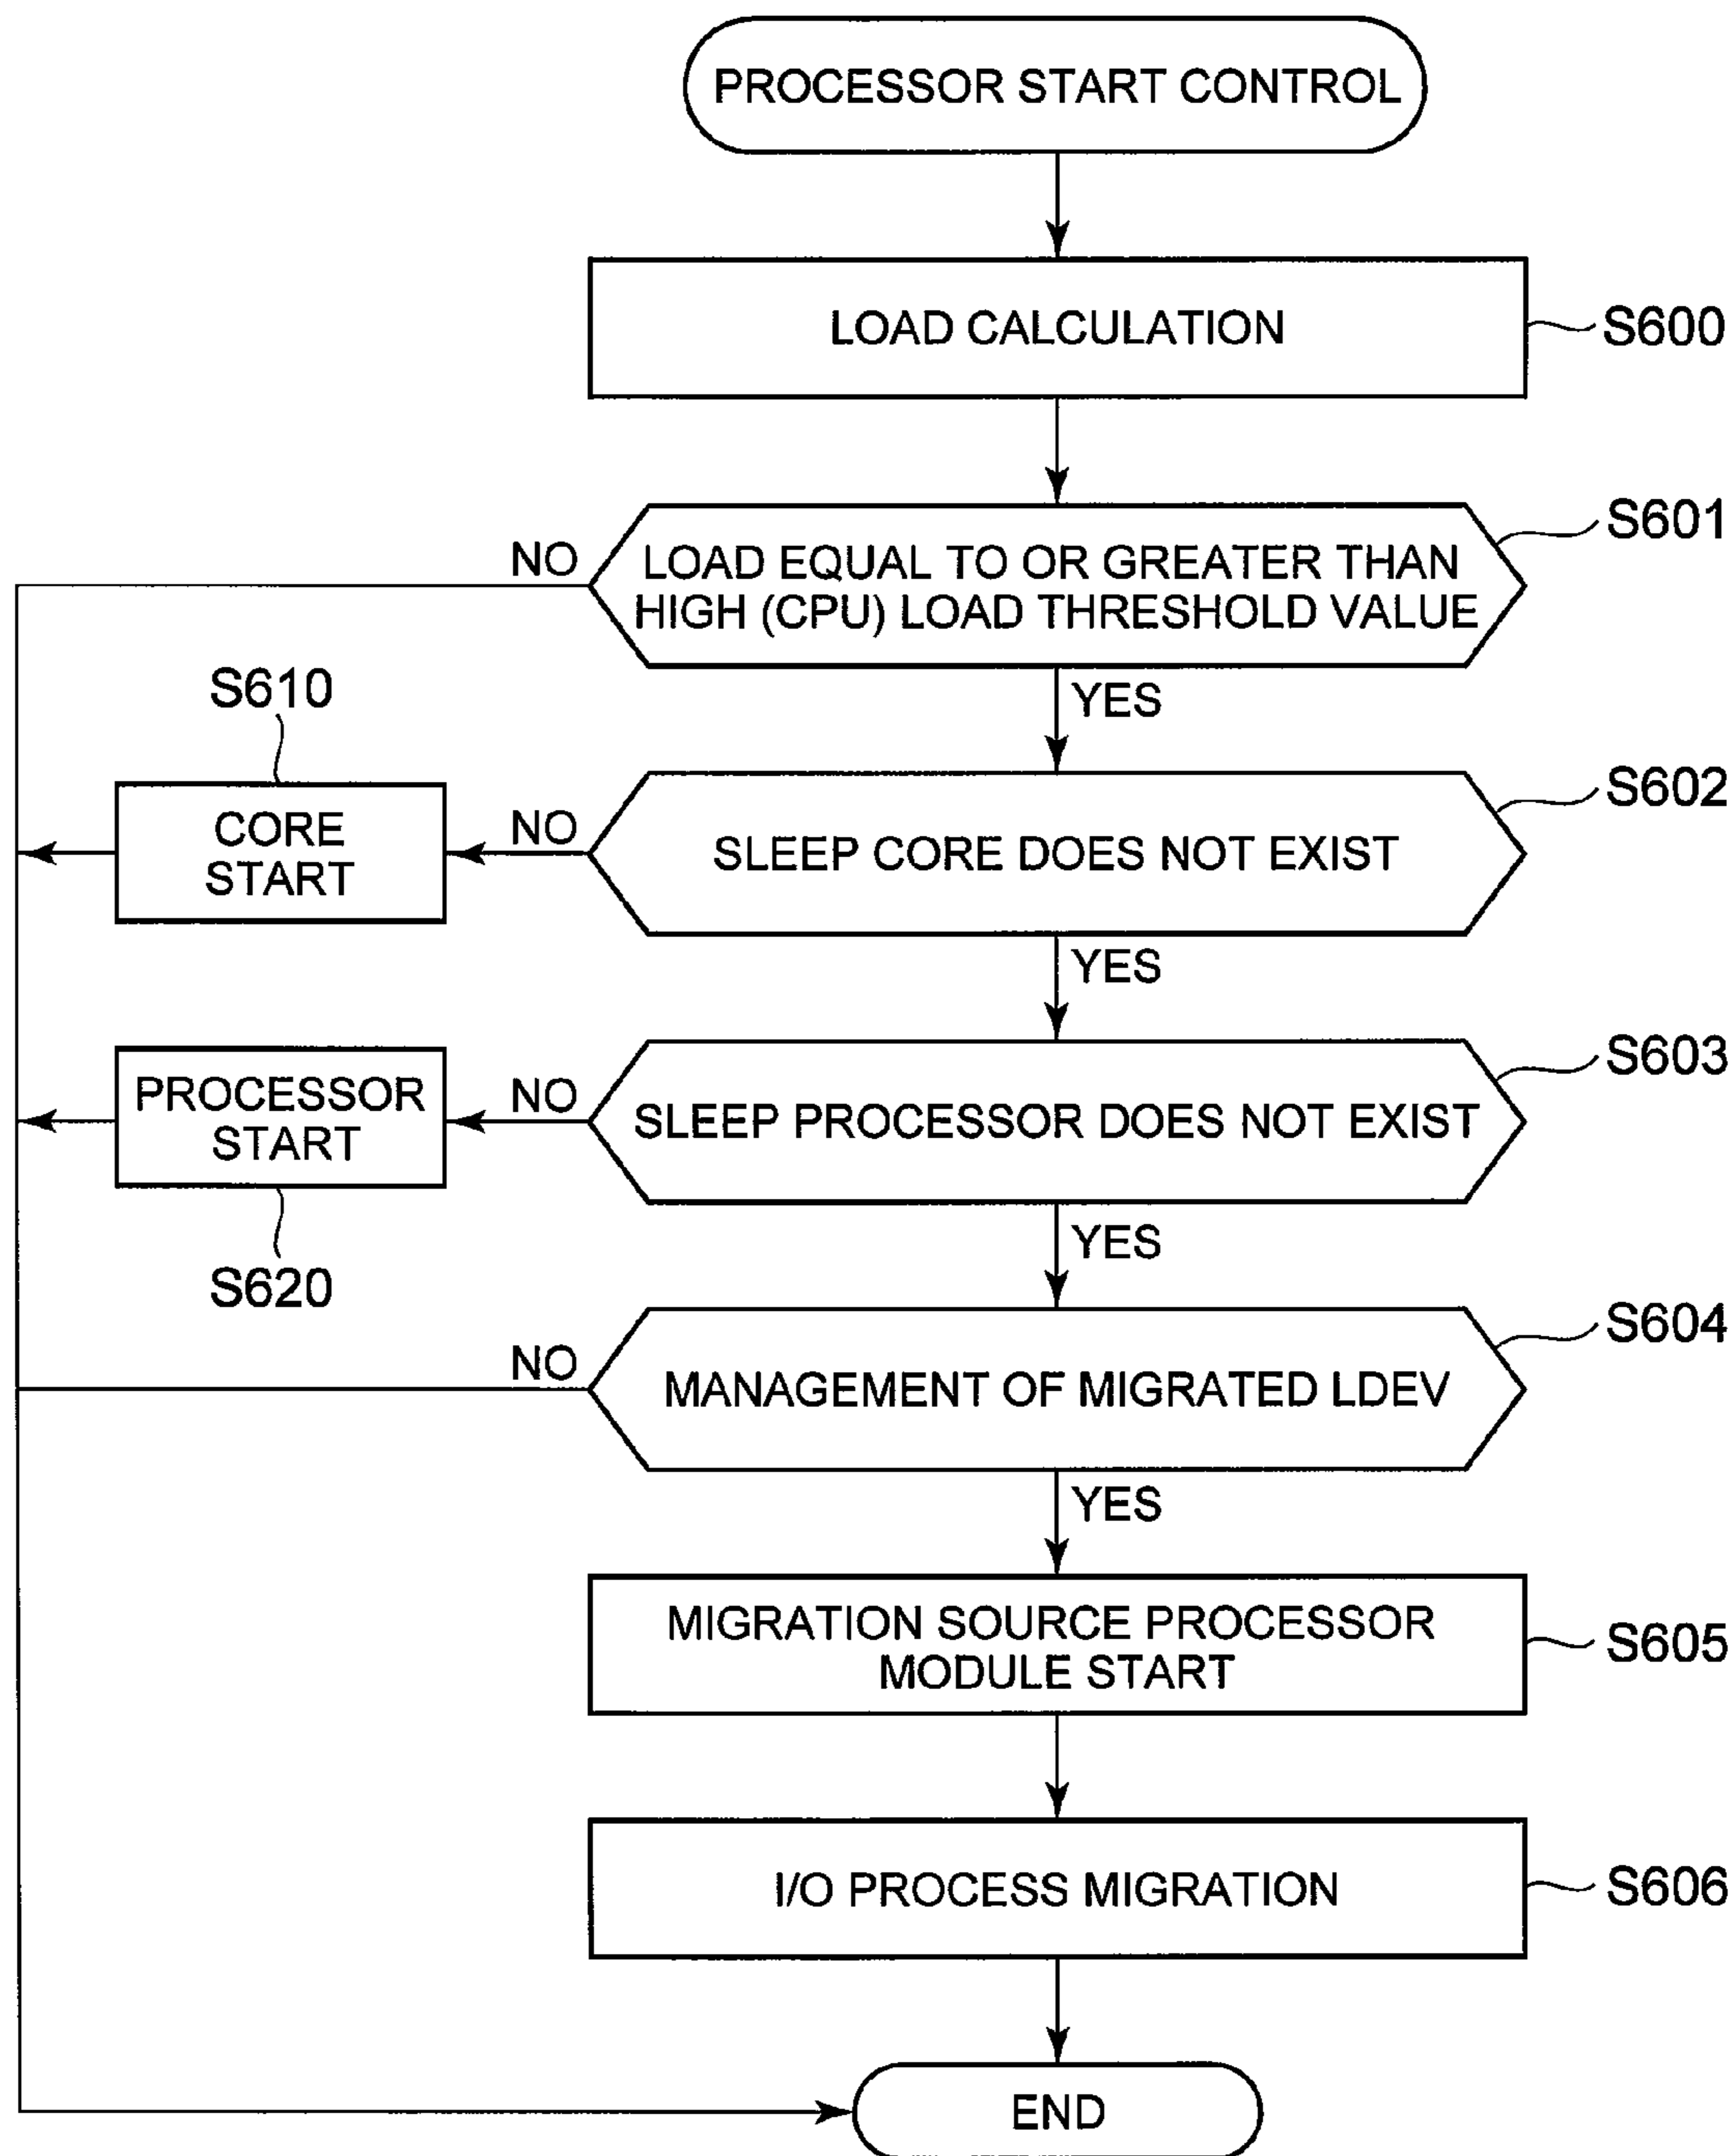 PROCESSOR START CONTROL
LOAD CALCULATION
S600
NO
LOAD EQUAL TO OR GREATER THAN
HIGH (CPU) LOAD THRESHOLD VALUE
S601
YES
S610
CORE
START
NO
SLEEP CORE DOES NOT EXIST
S602
YES
PROCESSOR
START
S620
NO
SLEEP PROCESSOR DOES NOT EXIST
S603
YES
NO
MANAGEMENT OF MIGRATED LDEV
S604
YES
MIGRATION SOURCE PROCESSOR
MODULE START
S605
I/O PROCESS MIGRATION
S606
END